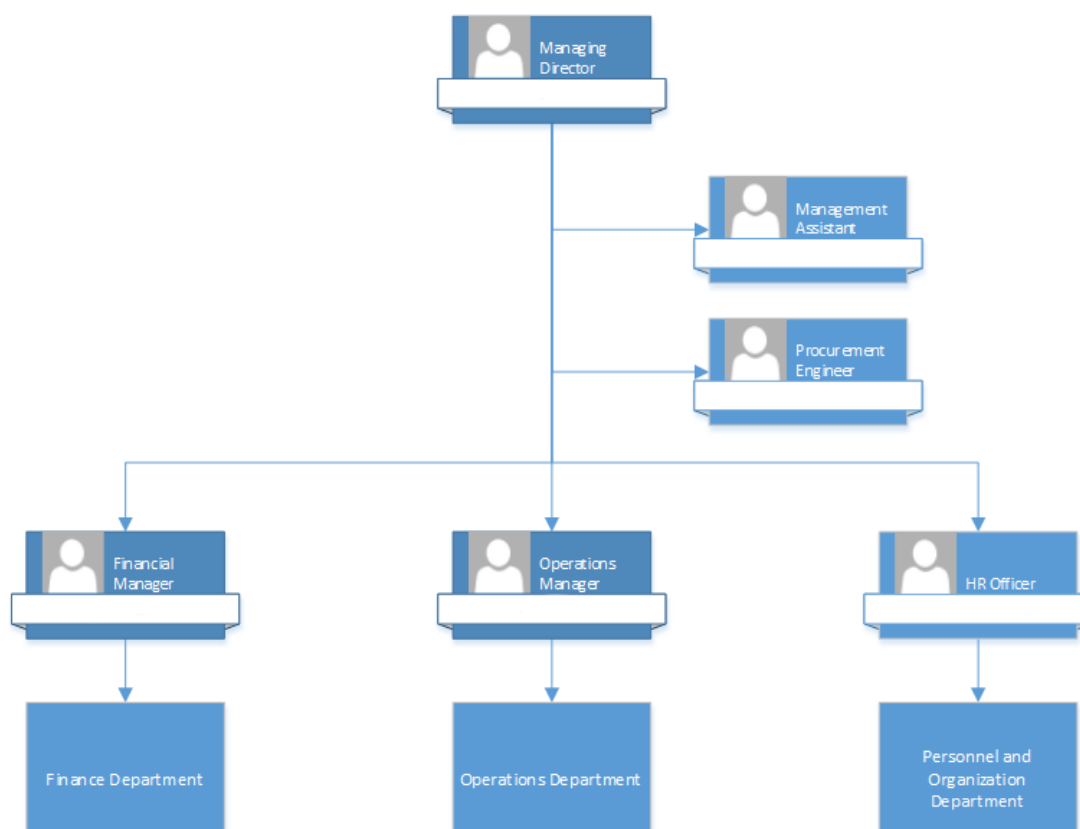 Managing
Director
Management
Assistant
Procurement
Engineer
Financial
Manager
Operations
Manager
HR Officer
Finance Department
Operations Department
Personnel and
Organization
Department